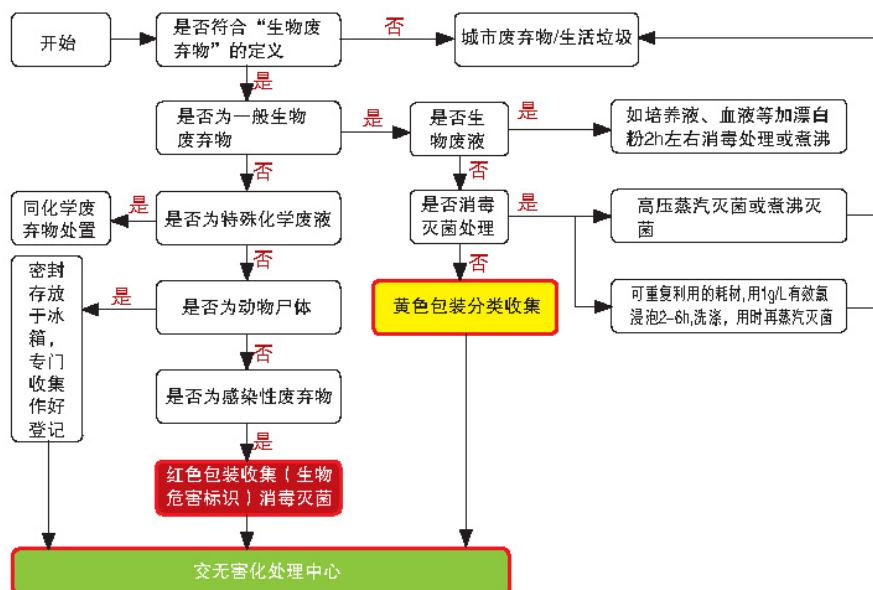 开始
是否符合“生物废
弃物”的定义
否
城市废弃物/生活垃圾
是
是否为一般生物
废弃物
是
是否生
物废液
是
如培养液、血液等加漂白
粉2h左右消毒处理或煮沸
否
否
同化学废
弃物处置
是
是否为特殊化学废液
是否消毒
灭菌处理
是
高压蒸汽灭菌或煮沸灭
菌
否
否
密封
存放
于冰
箱，
专门
收集
作好
登记
是
是否为动物尸体
黄色包装分类收集
可重复利用的耗材,用1g/L有效氯
浸泡2–6h,洗涤，用时再蒸汽灭菌
否
是否为感染性废弃物
是
红色包装收集（生物
危害标识）消毒灭菌
交无害化处理中心